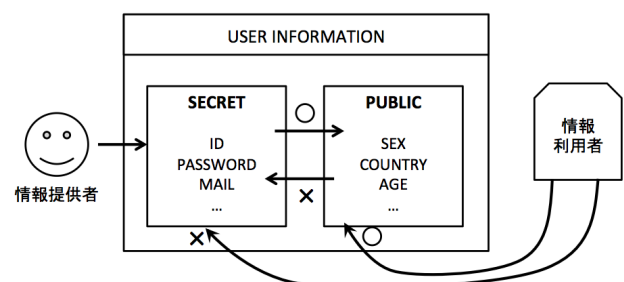 USER INFORMATION
SECRET
ID
PASSWORD
MAIL
...
PUBLIC
SEX
COUNTRY
AGE
...
情報提供者
情報
利用者